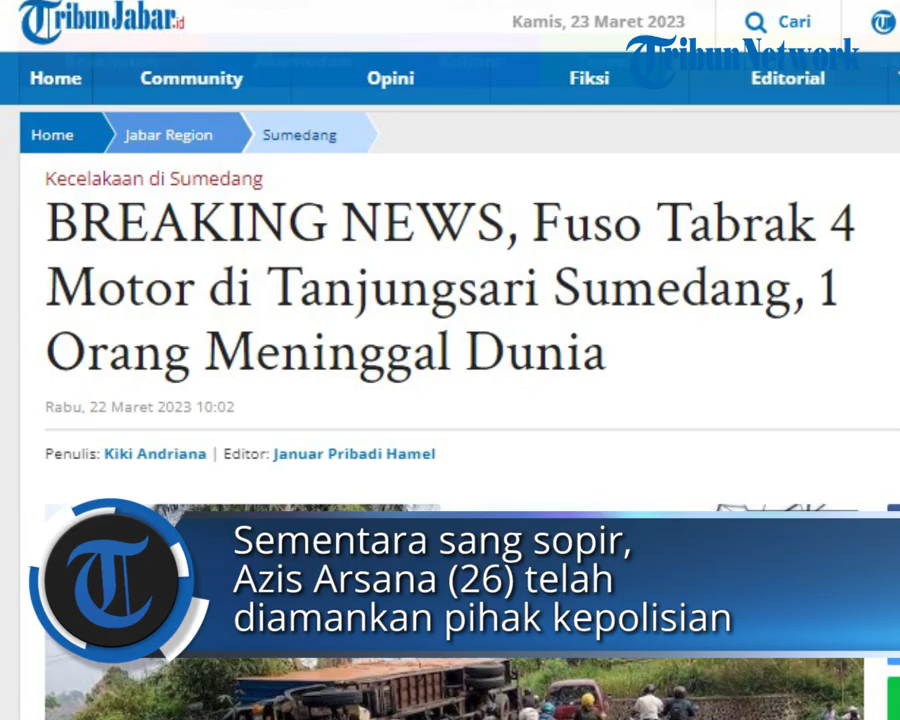 TribunJabar.id
Kamis, 23 Maret 2023
Cari
TribunNetwork
Home
Community
Opini
Fiksi
Editorial
Home
Jabar Region
Sumedang
Kecelakaan di Sumedang
BREAKING NEWS, Fuso Tabrak 4
Motor di Tanjungsari Sumedang, 1
Orang Meninggal Dunia
Rabu, 22 Maret 2023 10:02
Penulis: Kiki Andriana | Editor: Januar Pribadi Hamel
Sementara sang sopir,
Azis Arsana (26) telah
diamankan pihak kepolisian